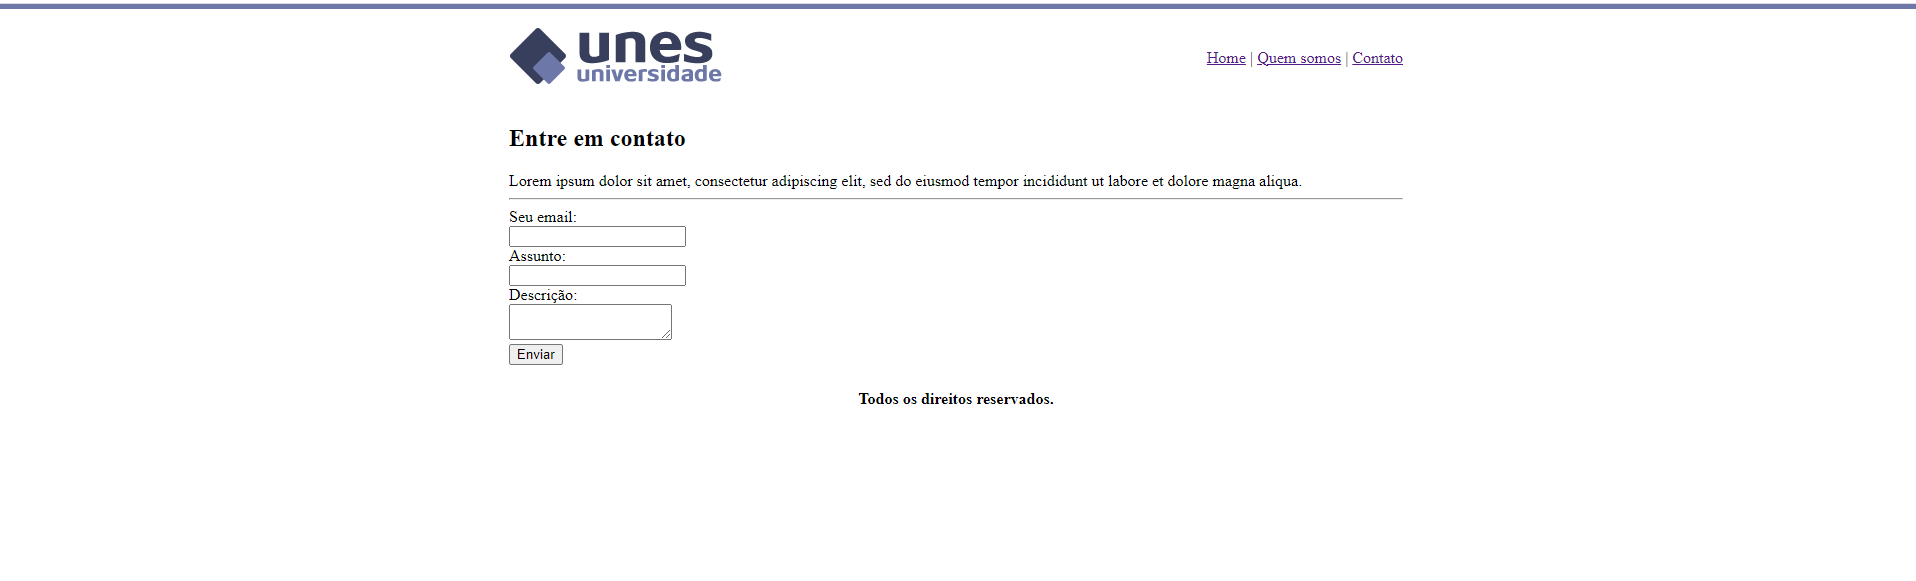 unes
universidade
Home | Quem somos | Contato
Entre em contato
Lorem ipsum dolor sit amet, consectetur adipiscing elit, sed do eiusmod tempor incididunt ut labore et dolore magna aliqua.
Seu email:
Assunto:
Descrição:
Enviar
Todos os direitos reservados.